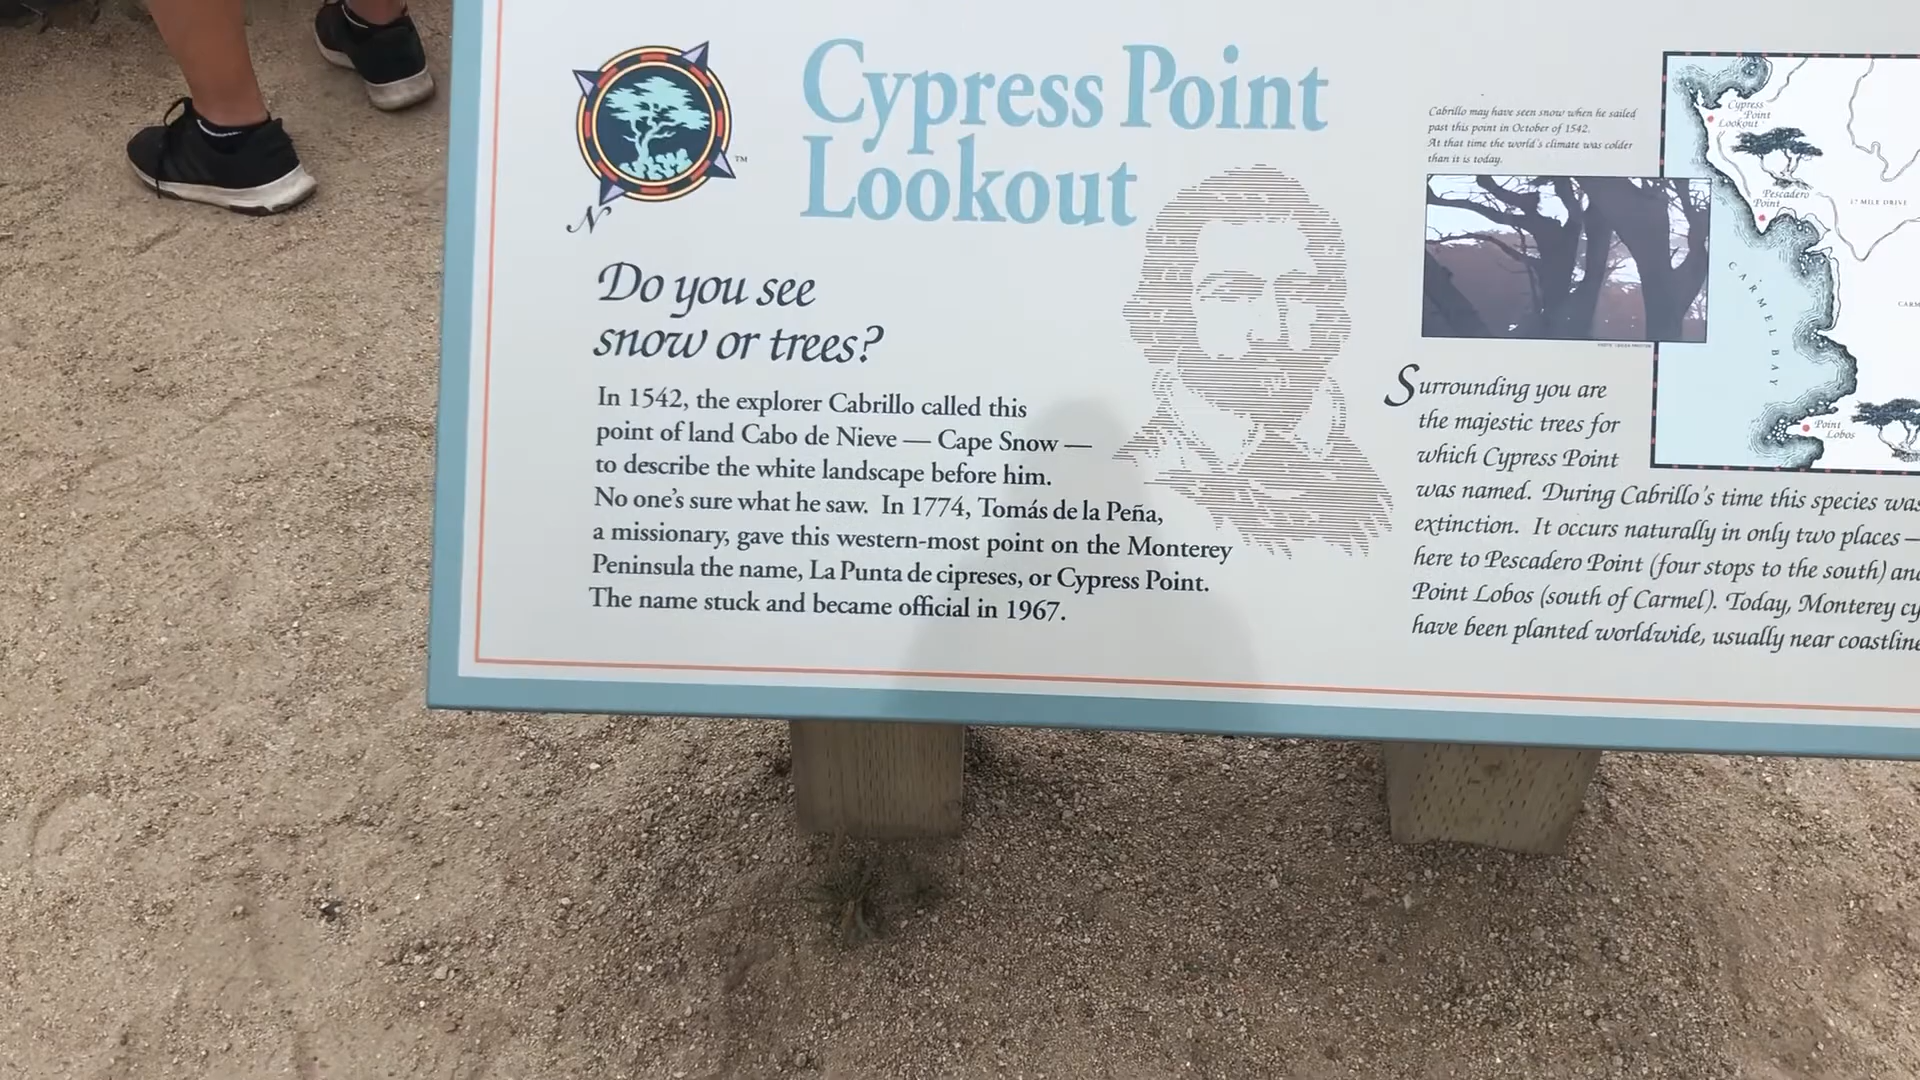 Cypress Point
Lookout
™
N
Do you see
snow or trees?
In 1542, the explorer Cabrillo called this
point of land Cabo de Nieve — Cape Snow —
to describe the white landscape before him.
No one's sure what he saw. In 1774, Tomás de la Peña,
a missionary, gave this western-most point on the Monterey
Peninsula the name, La Punta de cipreses, or Cypress Point.
The name stuck and became official in 1967.
Cabrillo may have seen snow when he sailed
past this point in October of 1542.
At that time the world's climate was colder
than it is today.
Surrounding you are
the majestic trees for
which Cypress Point
was named. During Cabrillo's time this species was
extinction. It occurs naturally in only two places —
here to Pescadero Point (four stops to the south) and
Point Lobos (south of Carmel). Today, Monterey cy
have been planted worldwide, usually near coastline
Cypress
Point
Lookout
Pescadero
Point
17 MILE DRIVE
CARMEL BAY
CARM
Point
Lobos